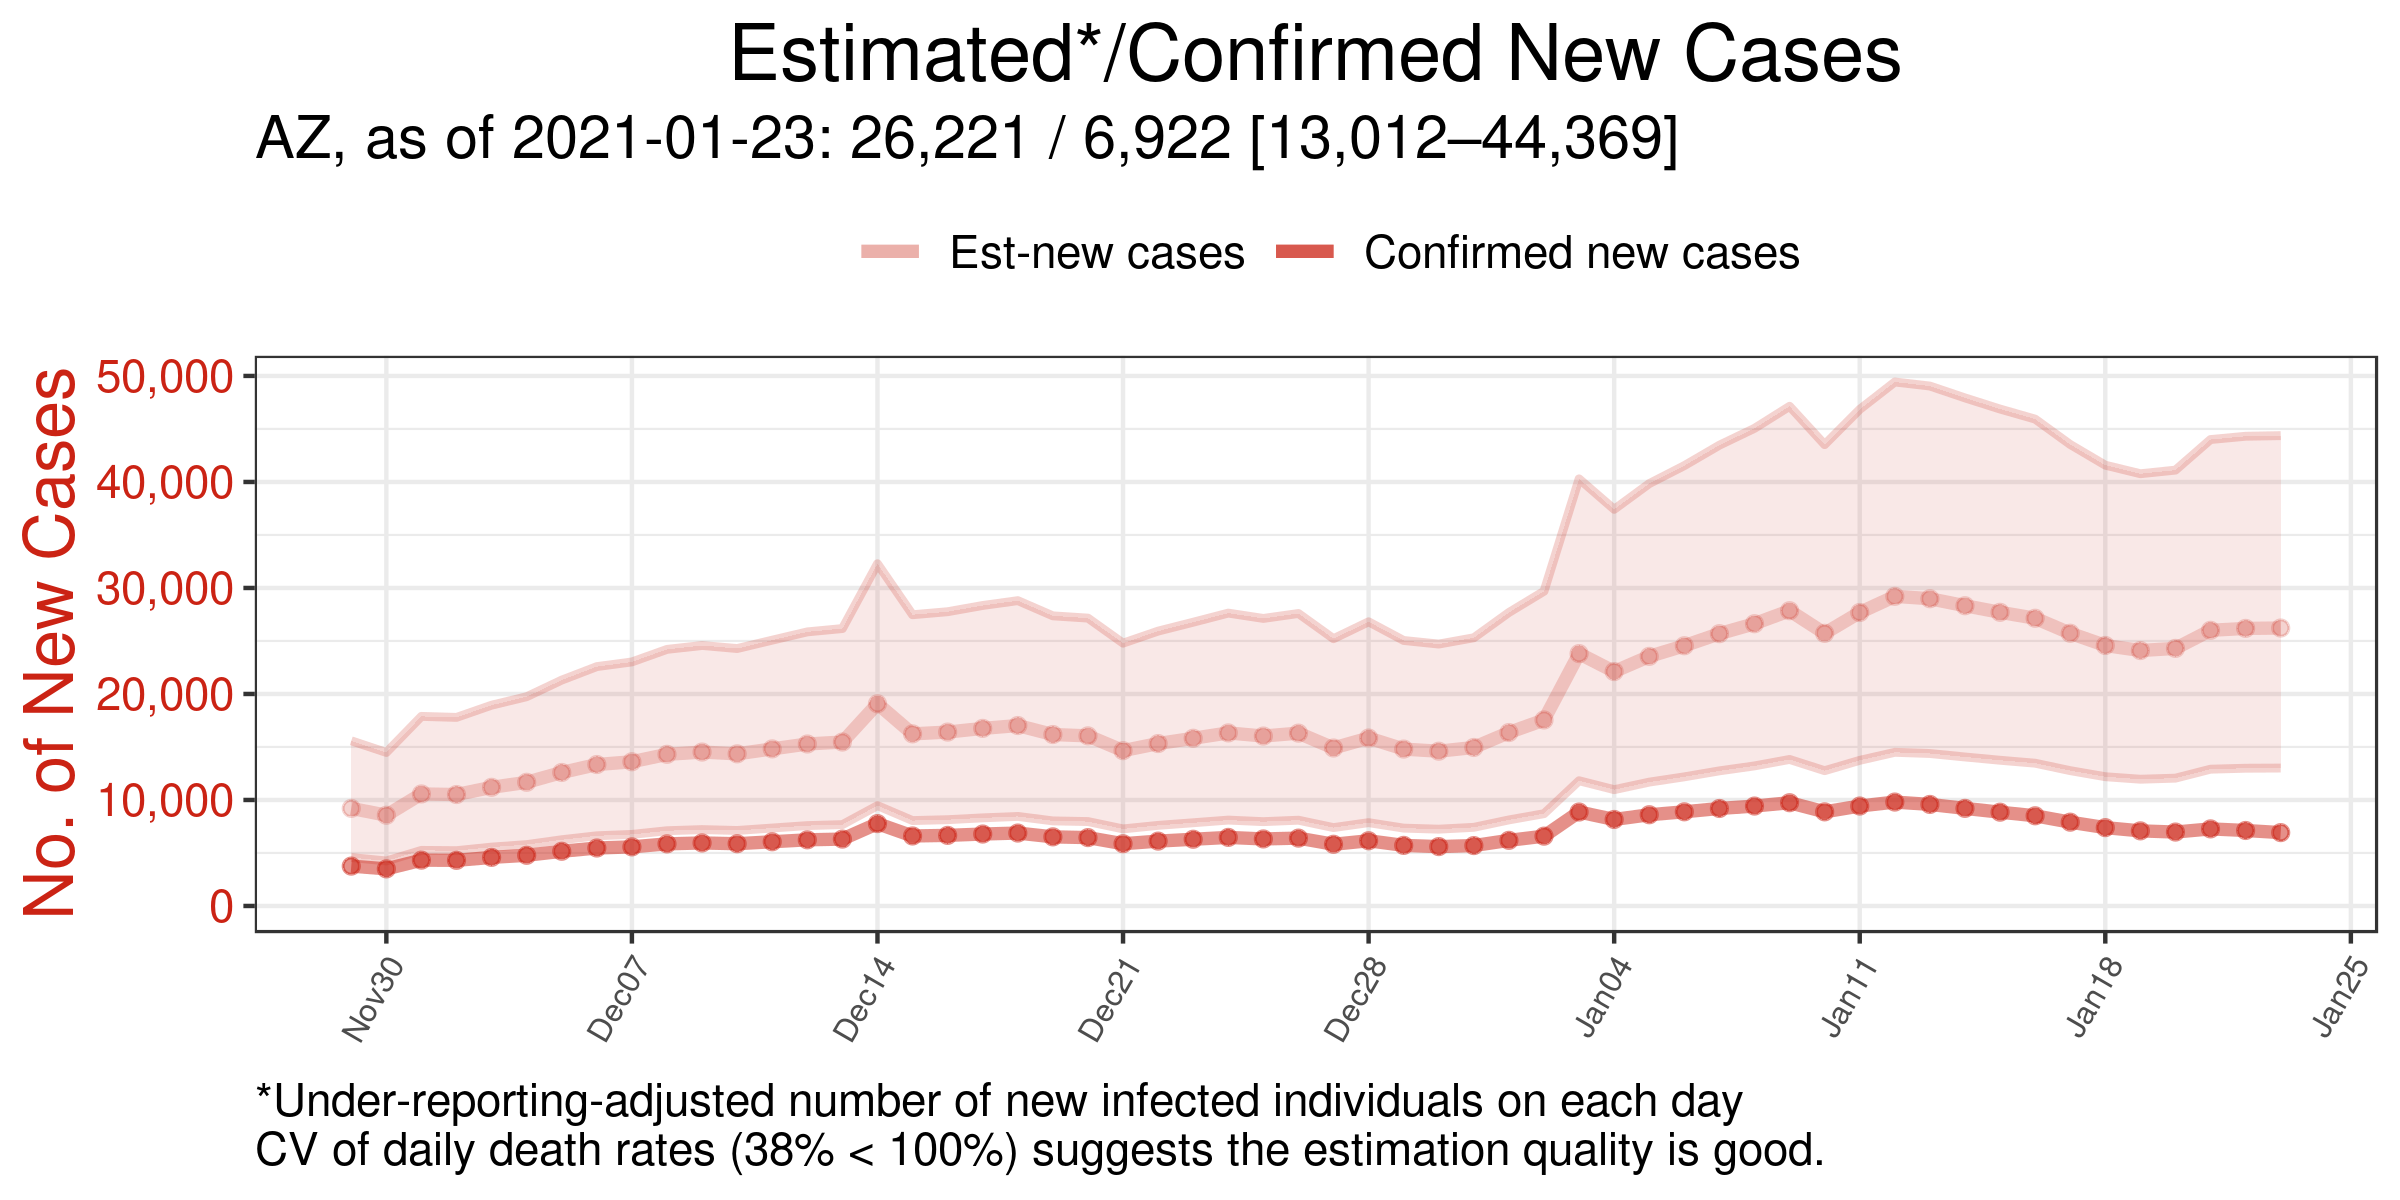 Estimated*/Confirmed New Cases
AZ, as of 2021-01-23: 26,221 / 6,922 [13,012–44,369]
Est-new cases
Confirmed new cases
No. of New Cases
50,000
40,000
30,000
20,000
10,000
0
Nov30
Dec07
Dec14
Dec21
Dec28
Jan04
Jan11
Jan18
Jan25
*Under-reporting-adjusted number of new infected individuals on each day
CV of daily death rates (38% < 100%) suggests the estimation quality is good.